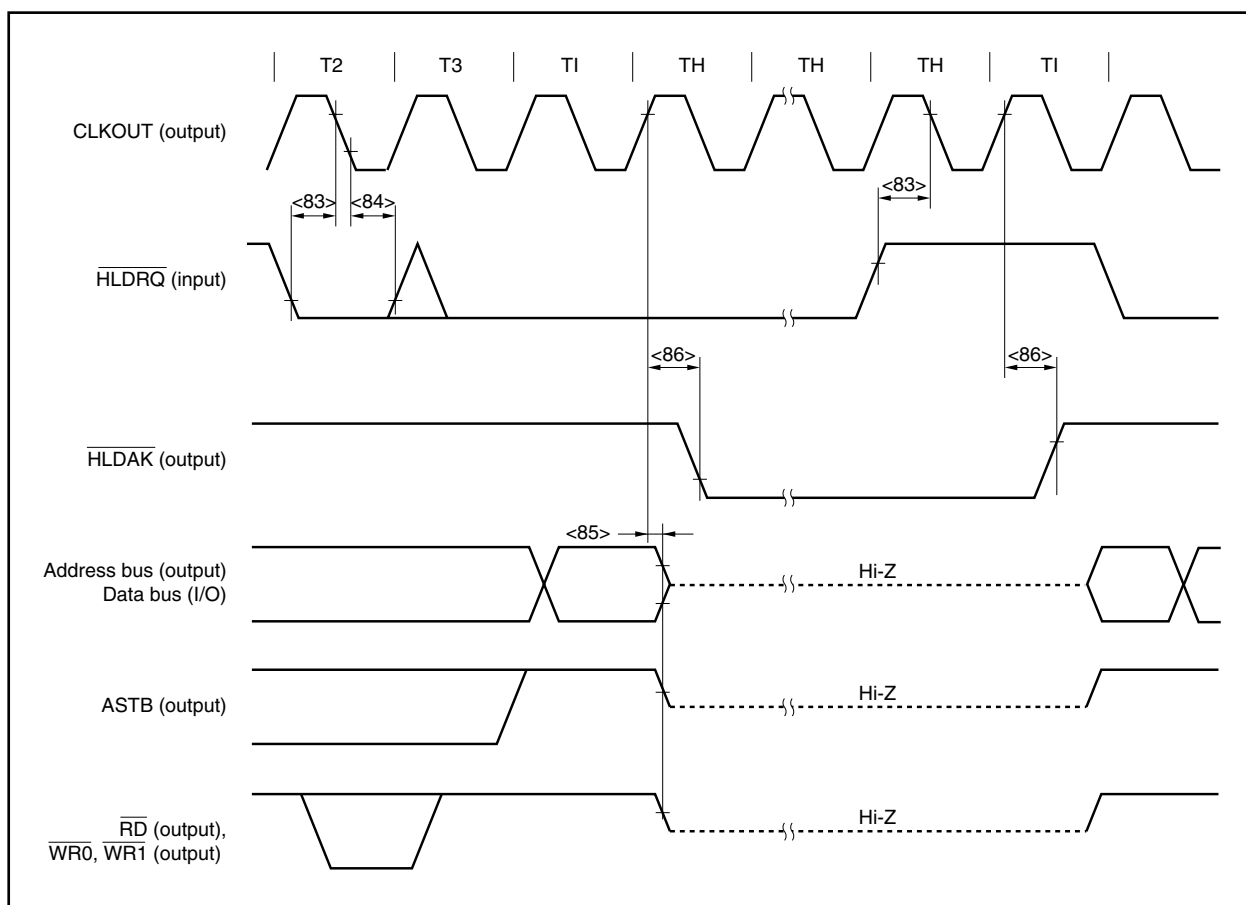 T2 T3 TI TH TH TH TI
CLKOUT (output)
<83> <84> <83>
HLDRQ (input)
<86> <86>
HLDAK (output)
<85>
Address bus (output)
Data bus (I/O)
Hi-Z
ASTB (output)
Hi-Z
RD (output),
WR0, WR1 (output)
Hi-Z